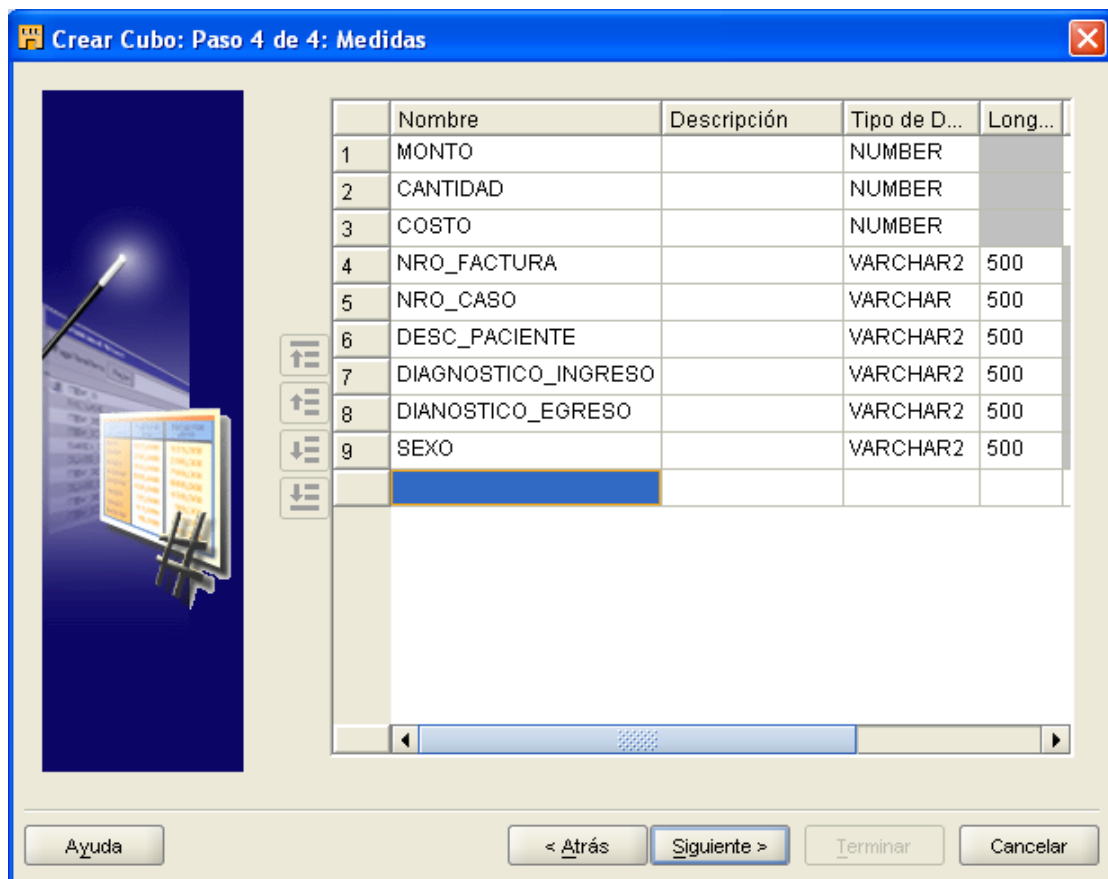 Crear Cubo: Paso 4 de 4: Medidas
Nombre Descripción Tipo de D... Long...
1 MONTO NUMBER
2 CANTIDAD NUMBER
3 COSTO NUMBER
4 NRO_FACTURA VARCHAR2 500
5 NRO_CASO VARCHAR 500
6 DESC_PACIENTE VARCHAR2 500
7 DIAGNOSTICO_INGRESO VARCHAR2 500
8 DIANOSTICO_EGRESO VARCHAR2 500
9 SEXO VARCHAR2 500
Ayuda < Atrás Siguiente > Terminar Cancelar